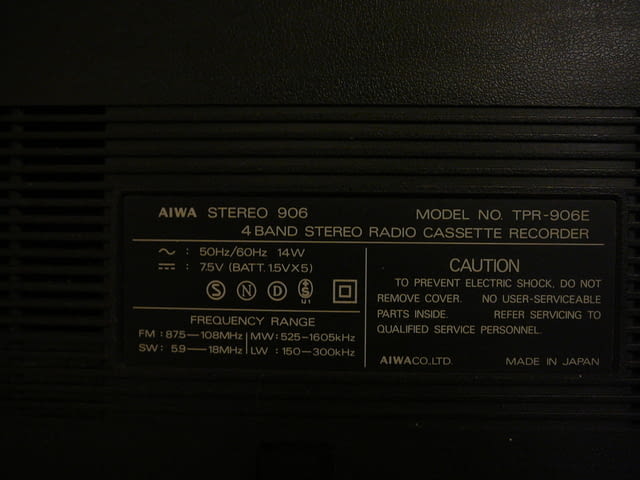 AIWA STEREO 906 MODEL NO. TPR-906E
4 BAND STEREO RADIO CASSETTE RECORDER
~ : 50Hz/60Hz 14W
⎓ : 7.5V (BATT. 1.5V X 5)
S N D S
U1
FREQUENCY RANGE
FM : 87.5—108MHz MW : 525-1605kHz
SW : 5.9—18MHz LW : 150-300kHz
CAUTION
TO PREVENT ELECTRIC SHOCK, DO NOT
REMOVE COVER. NO USER-SERVICEABLE
PARTS INSIDE. REFER SERVICING TO
QUALIFIED SERVICE PERSONNEL.
AIWA CO.,LTD. MADE IN JAPAN